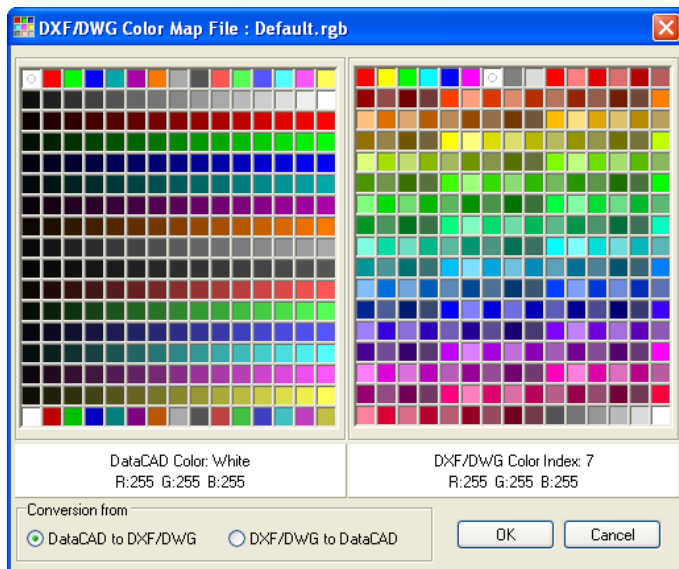 DXF/DWG Color Map File : Default.rgb
DataCAD Color: White
R:255 G:255 B:255
DXF/DWG Color Index: 7
R:255 G:255 B:255
Conversion from
DataCAD to DXF/DWG
DXF/DWG to DataCAD
OK
Cancel